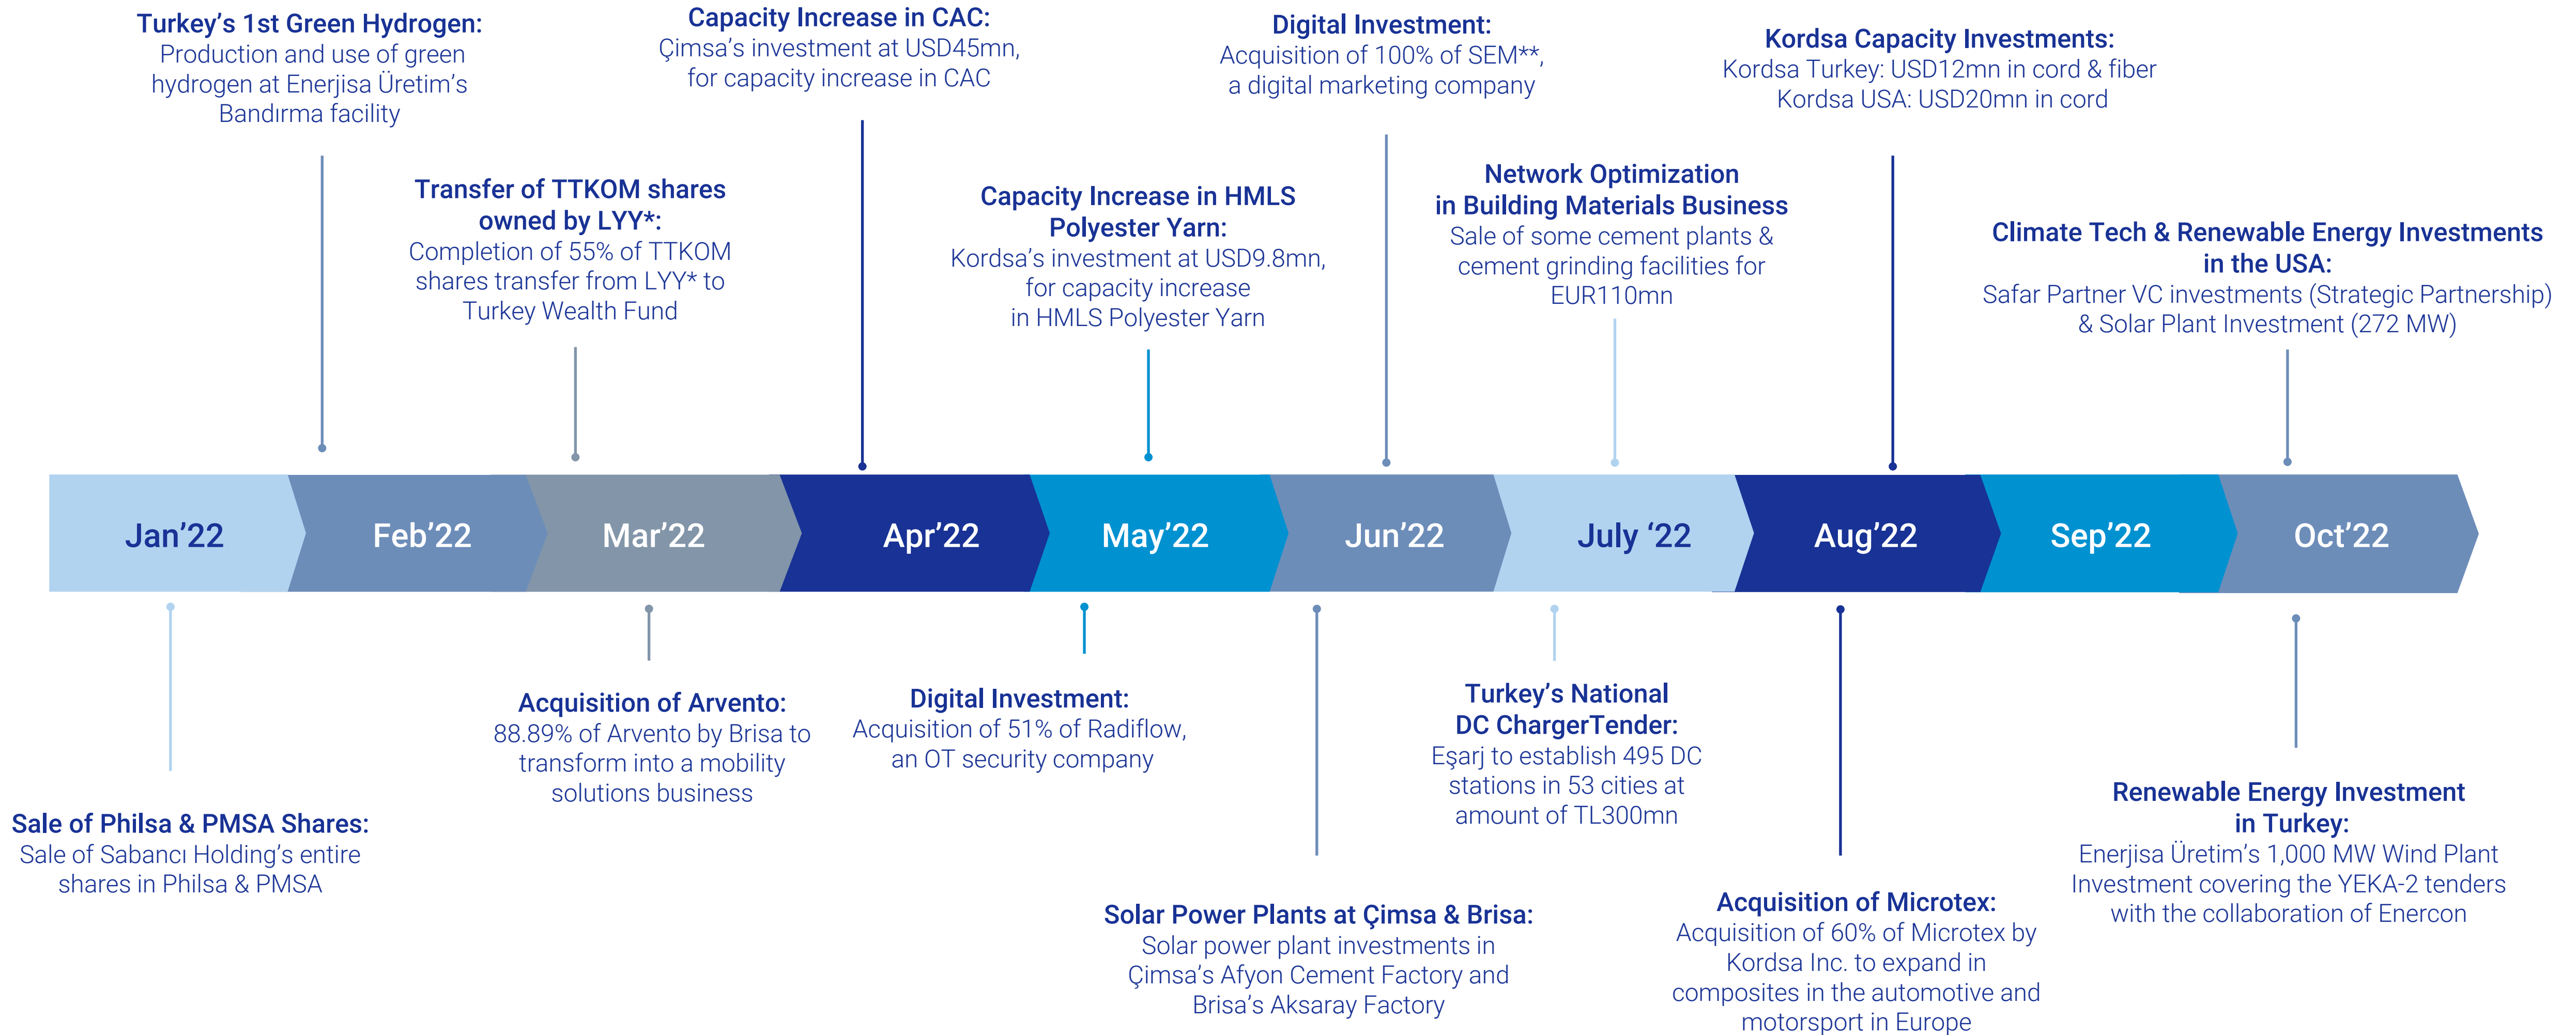 Turkey’s 1st Green Hydrogen:
Production and use of green
hydrogen at Enerjisa Üretim’s
Bandırma facility
Transfer of TTKOM shares
owned by LYY*:
Completion of 55% of TTKOM
shares transfer from LYY* to
Turkey Wealth Fund
Capacity Increase in CAC:
Çimsa’s investment at USD45mn,
for capacity increase in CAC
Capacity Increase in HMLS
Polyester Yarn:
Kordsa’s investment at USD9.8mn,
for capacity increase
in HMLS Polyester Yarn
Digital Investment:
Acquisition of 100% of SEM**,
a digital marketing company
Network Optimization
in Building Materials Business
Sale of some cement plants &
cement grinding facilities for
EUR110mn
Kordsa Capacity Investments:
Kordsa Turkey: USD12mn in cord & fiber
Kordsa USA: USD20mn in cord
Climate Tech & Renewable Energy Investments
in the USA:
Safar Partner VC investments (Strategic Partnership)
& Solar Plant Investment (272 MW)
Jan’22
Feb’22
Mar’22
Apr’22
May’22
Jun’22
July ‘22
Aug’22
Sep’22
Oct’22
Sale of Philsa & PMSA Shares:
Sale of Sabancı Holding’s entire
shares in Philsa & PMSA
Acquisition of Arvento:
88.89% of Arvento by Brisa to
transform into a mobility
solutions business
Digital Investment:
Acquisition of 51% of Radiflow,
an OT security company
Solar Power Plants at Çimsa & Brisa:
Solar power plant investments in
Çimsa’s Afyon Cement Factory and
Brisa’s Aksaray Factory
Turkey’s National
DC ChargerTender:
Eşarj to establish 495 DC
stations in 53 cities at
amount of TL300mn
Acquisition of Microtex:
Acquisition of 60% of Microtex by
Kordsa Inc. to expand in
composites in the automotive and
motorsport in Europe
Renewable Energy Investment
in Turkey:
Enerjisa Üretim’s 1,000 MW Wind Plant
Investment covering the YEKA-2 tenders
with the collaboration of Enercon